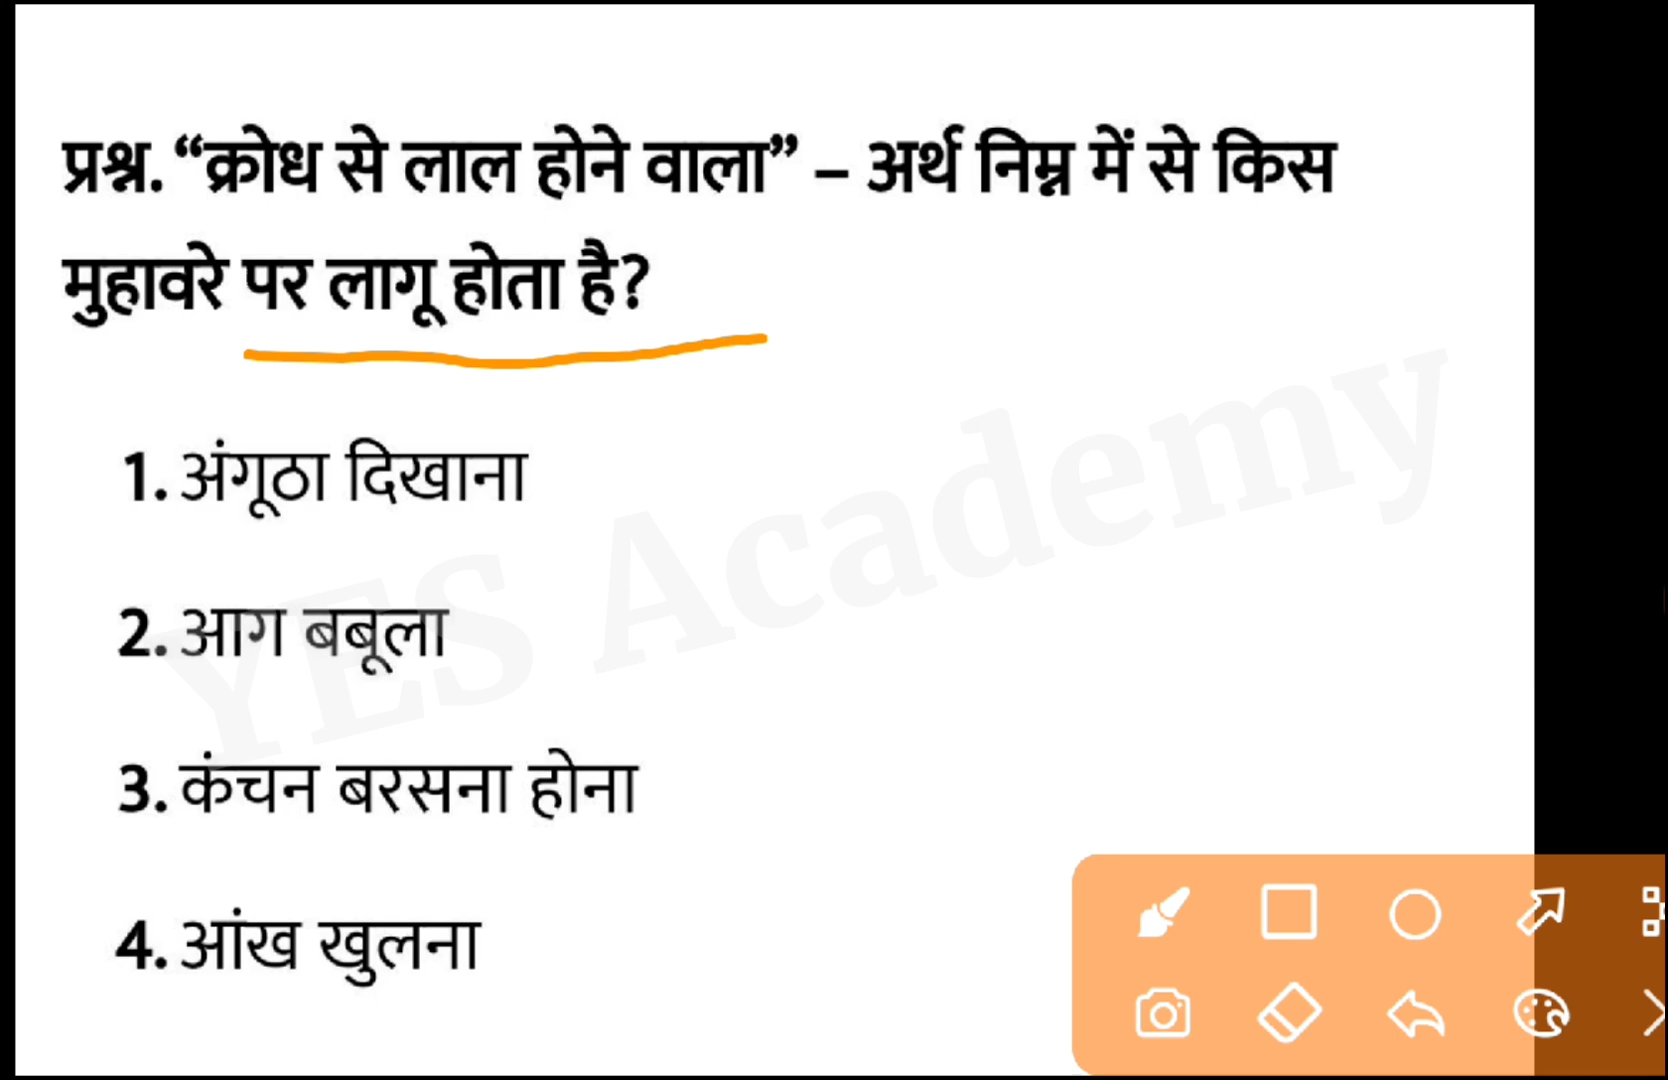 प्रश्न. “क्रोध से लाल होने वाला” – अर्थ निम्न में से किस
मुहावरे पर लागू होता है?
1. अंगूठा दिखाना
2. आग बबूला
3. कंचन बरसना होना
4. आंख खुलना
YES Academy